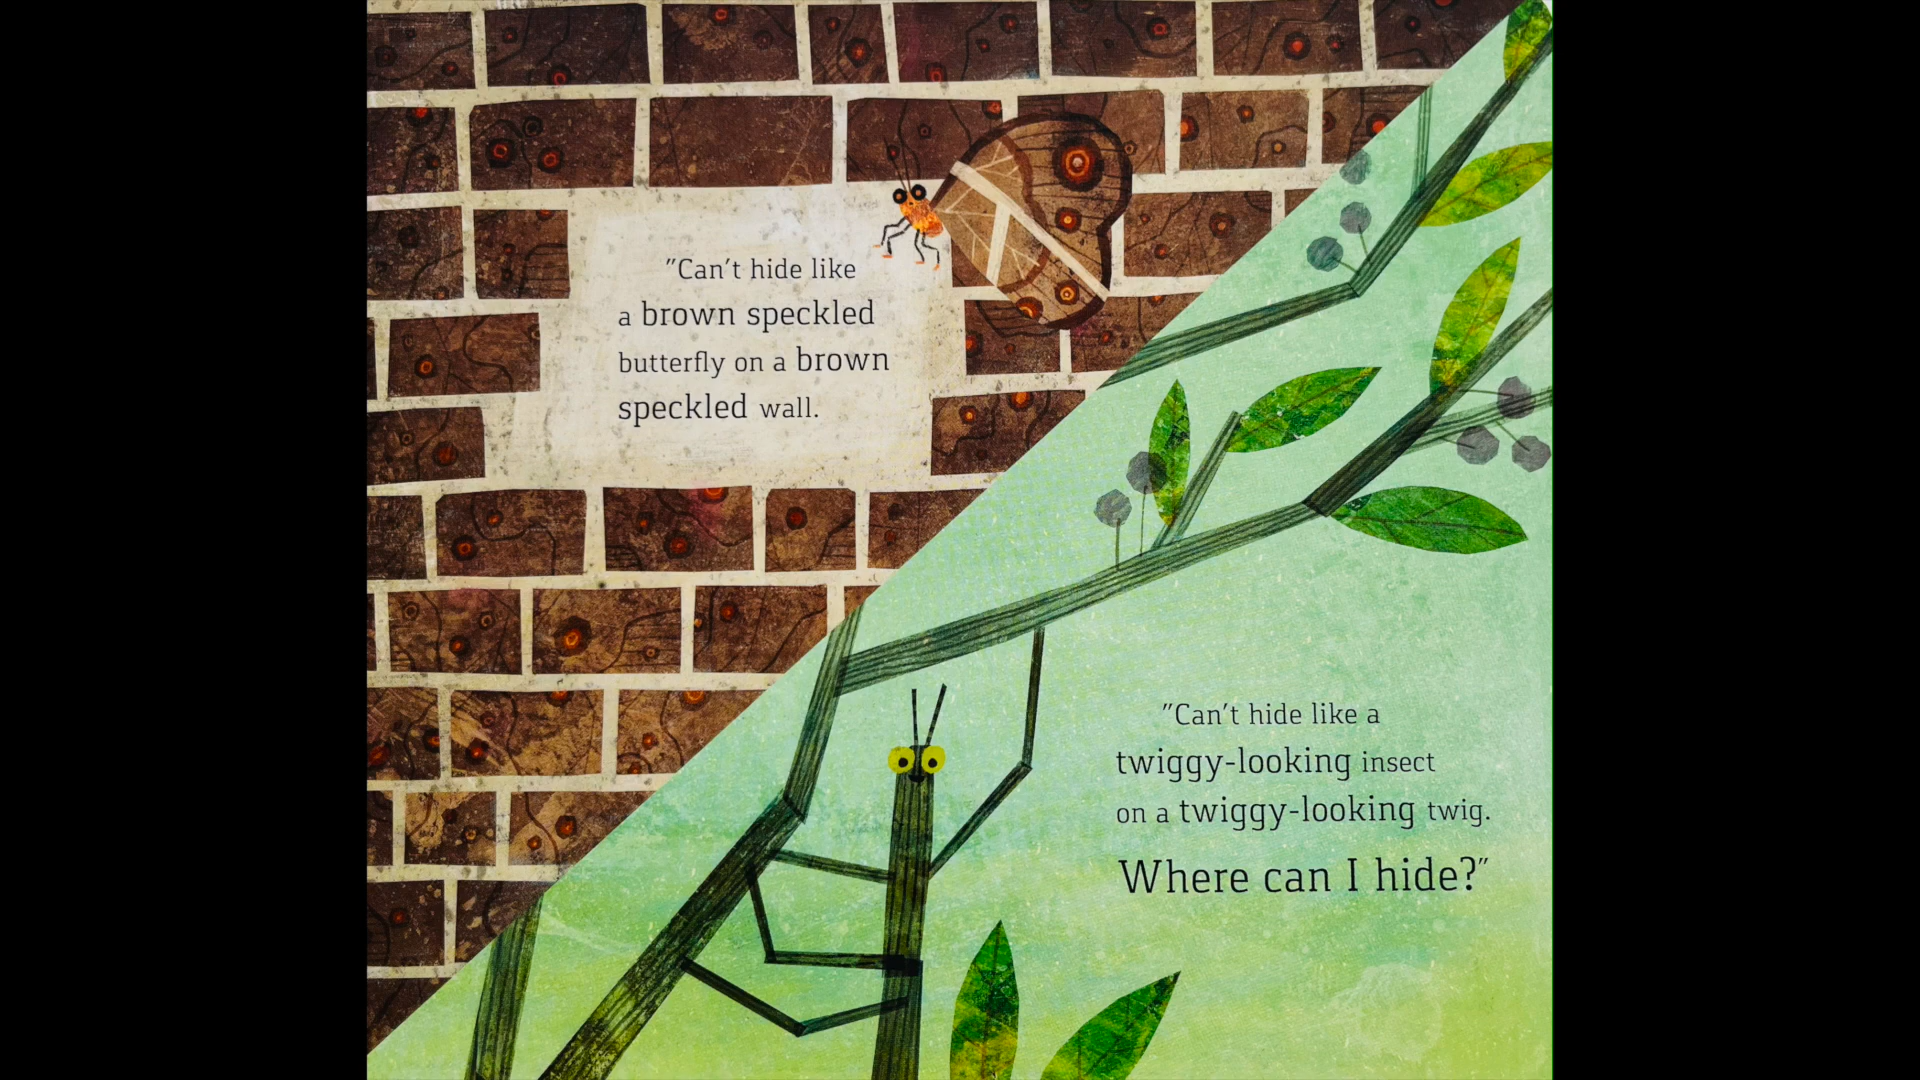 "Can't hide like
a brown speckled
butterfly on a brown
speckled wall.
"Can't hide like a
twiggy-looking insect
on a twiggy-looking twig.
Where can I hide?"